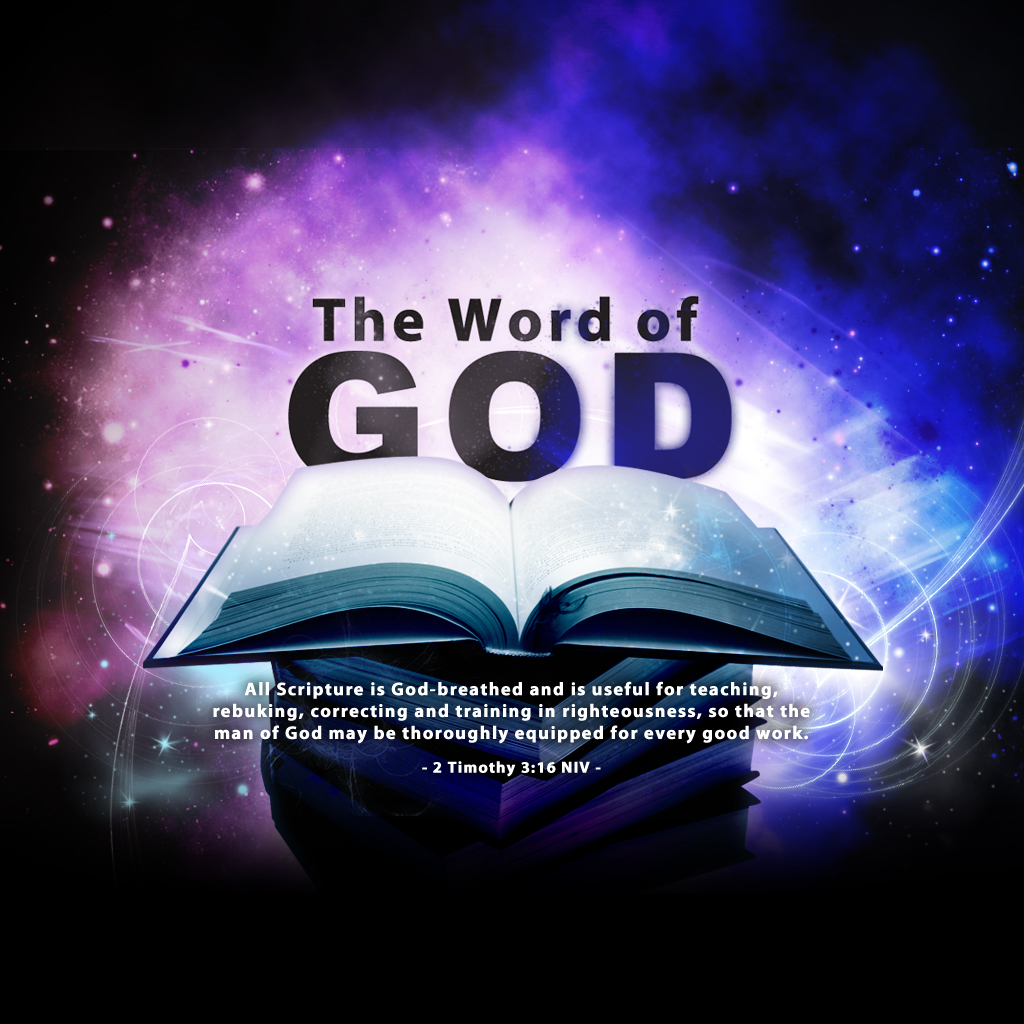 The Word of
GOD
All Scripture is God-breathed and is useful for teaching,
rebuking, correcting and training in righteousness, so that the
man of God may be thoroughly equipped for every good work.
- 2 Timothy 3:16 NIV -